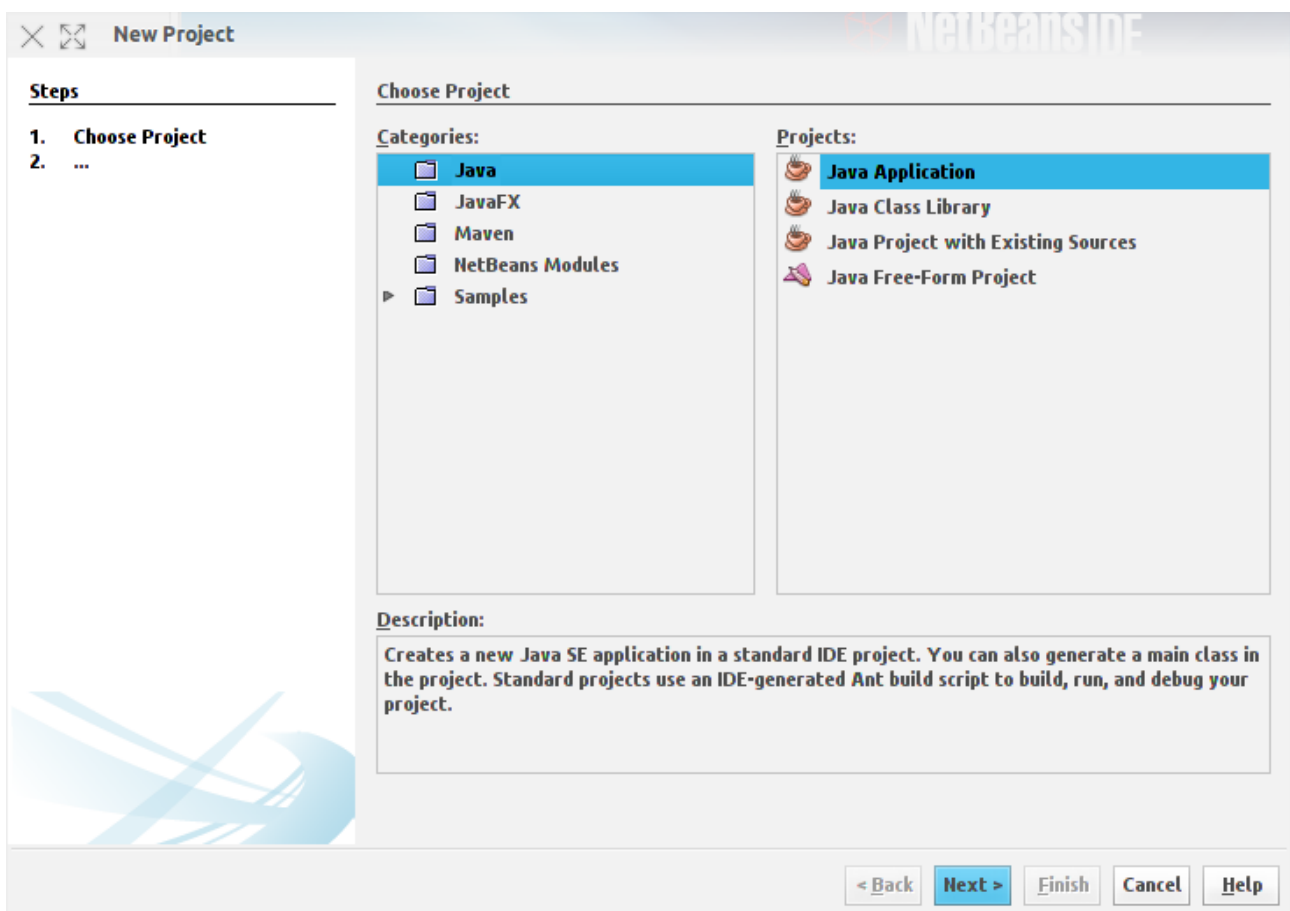 New Project
NetBeans IDE
Steps
1. Choose Project
2. ...
Choose Project
Categories:
Java
JavaFX
Maven
NetBeans Modules
Samples
Projects:
Java Application
Java Class Library
Java Project with Existing Sources
Java Free-Form Project
Description:
Creates a new Java SE application in a standard IDE project. You can also generate a main class in
the project. Standard projects use an IDE-generated Ant build script to build, run, and debug your
project.
< Back
Next >
Finish
Cancel
Help